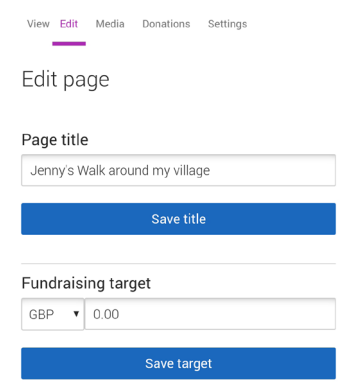 View Edit Media Donations Settings
Edit page
Page title
Jenny's Walk around my village
Save title
Fundraising target
GBP 0.00
Save target